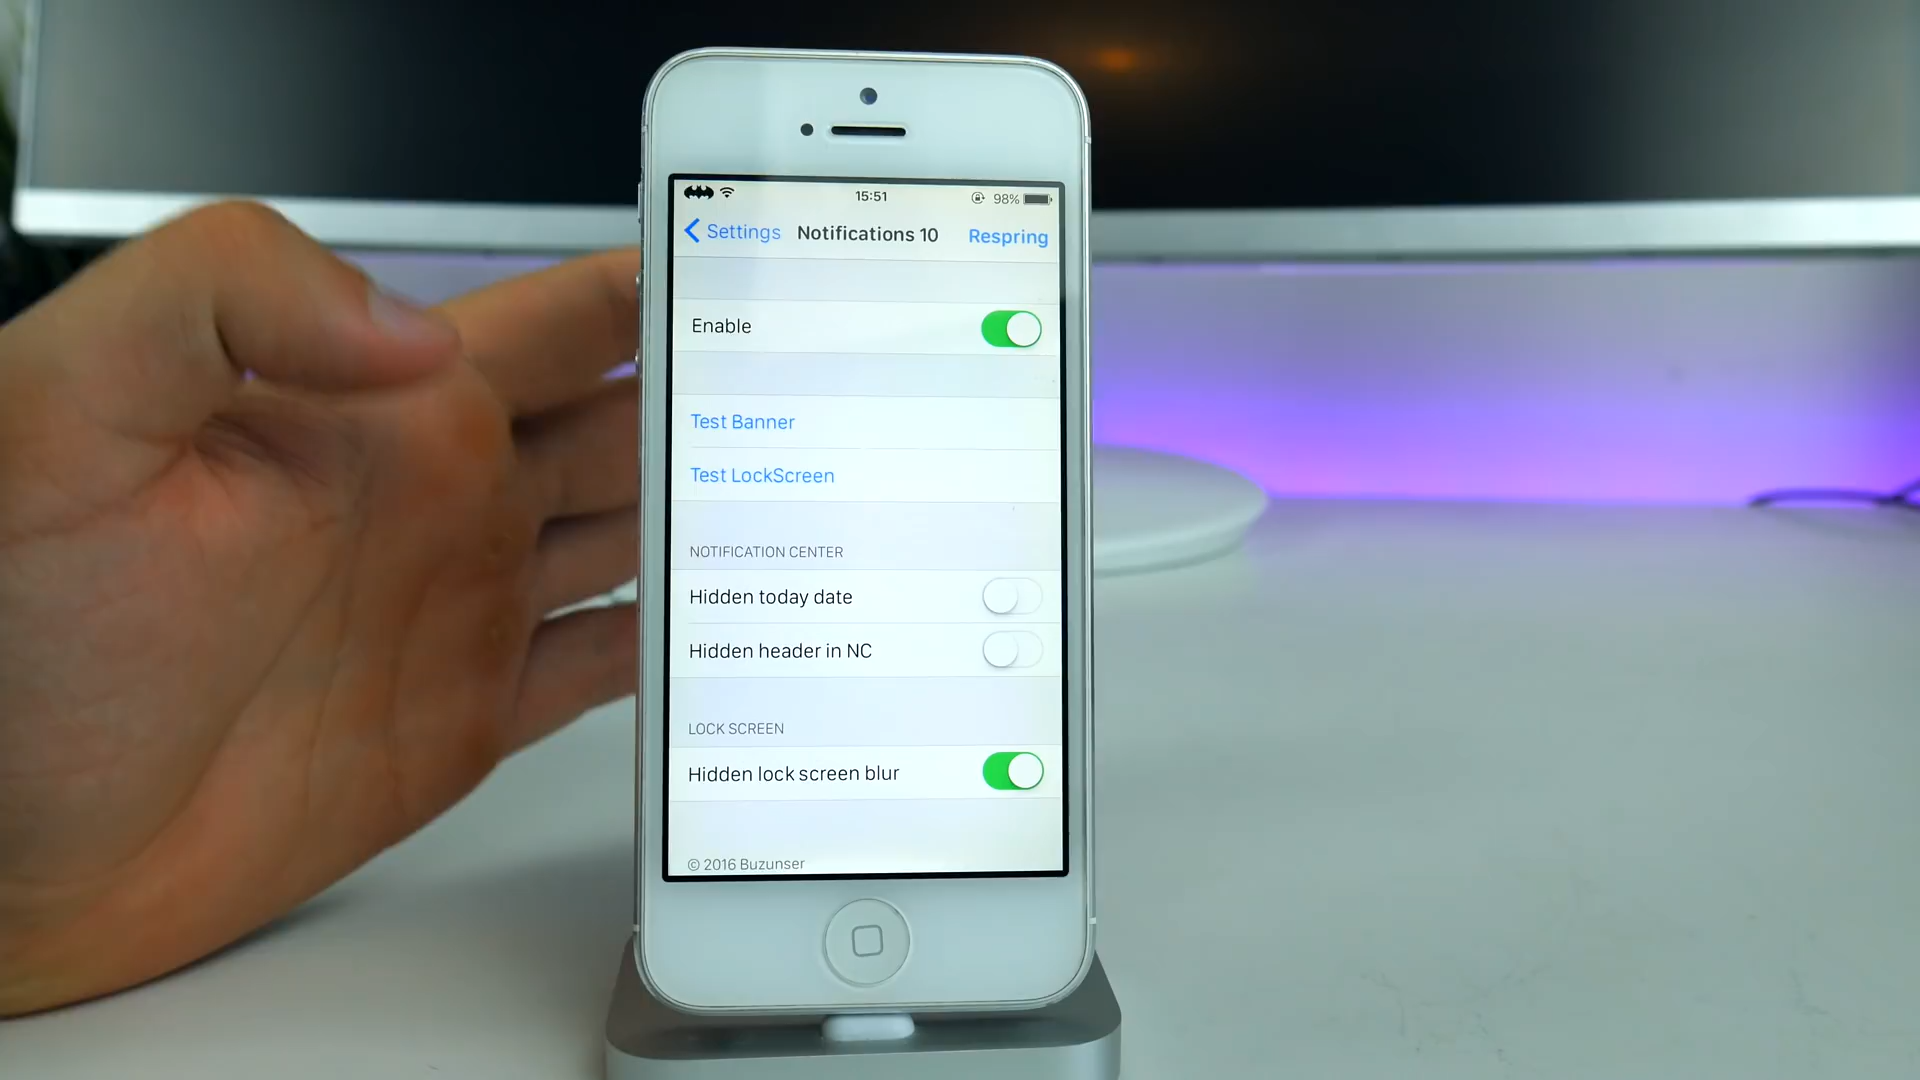 15:51
98%
Settings
Notifications 10
Respring
Enable
Test Banner
Test LockScreen
NOTIFICATION CENTER
Hidden today date
Hidden header in NC
LOCK SCREEN
Hidden lock screen blur
© 2016 Buzunser